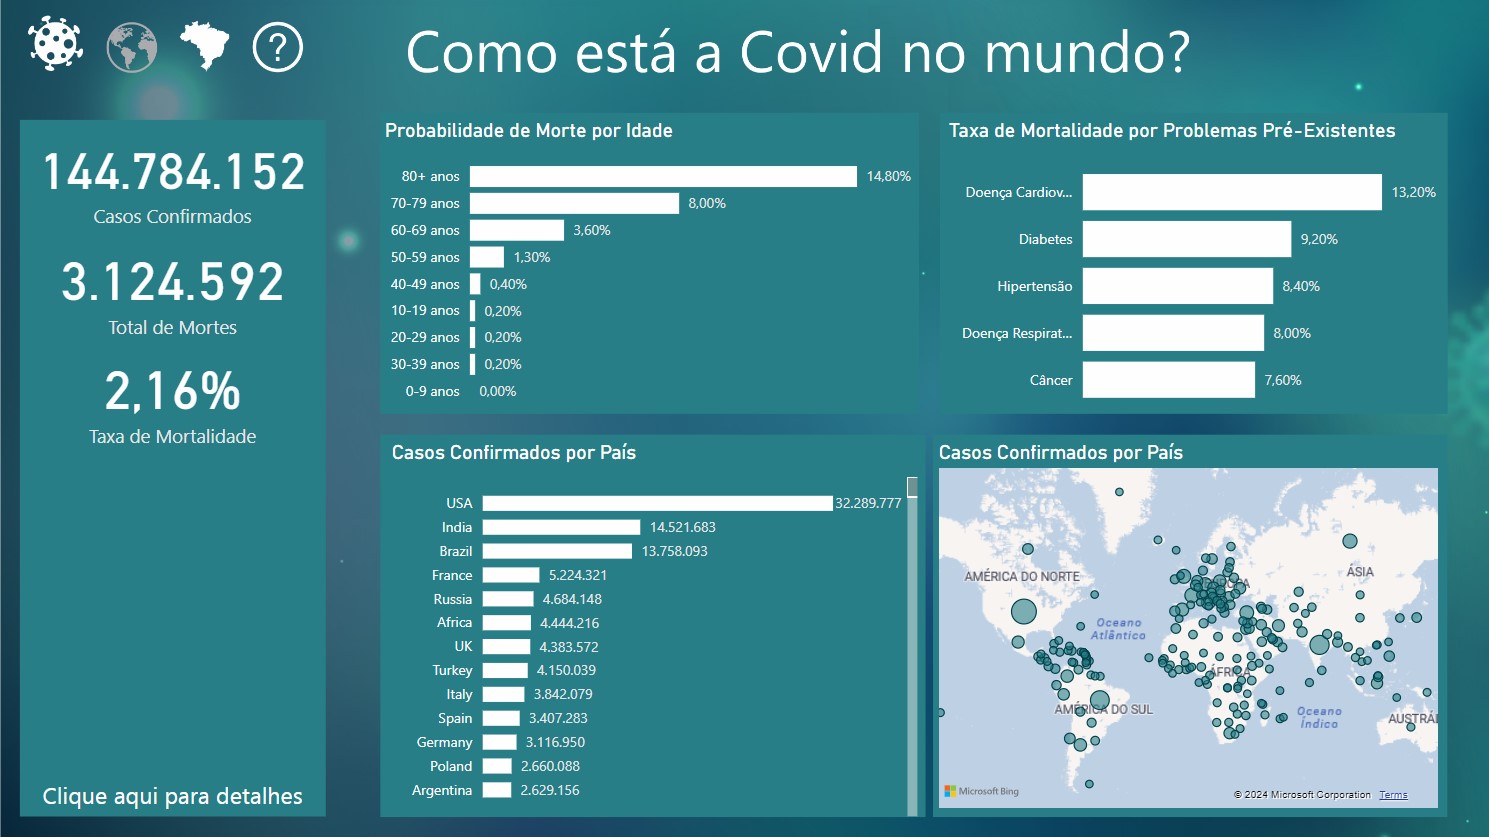 ?
Como está a Covid no mundo?
144.784.152
Casos Confirmados
3.124.592
Total de Mortes
2,16%
Taxa de Mortalidade
Clique aqui para detalhes
Probabilidade de Morte por Idade
80+ anos 14,80%
70-79 anos 8,00%
60-69 anos 3,60%
50-59 anos 1,30%
40-49 anos 0,40%
10-19 anos 0,20%
20-29 anos 0,20%
30-39 anos 0,20%
0-9 anos 0,00%
Taxa de Mortalidade por Problemas Pré-Existentes
Doença Cardiov... 13,20%
Diabetes 9,20%
Hipertensão 8,40%
Doença Respirat... 8,00%
Câncer 7,60%
Casos Confirmados por País
USA 32.289.777
India 14.521.683
Brazil 13.758.093
France 5.224.321
Russia 4.684.148
Africa 4.444.216
UK 4.383.572
Turkey 4.150.039
Italy 3.842.079
Spain 3.407.283
Germany 3.116.950
Poland 2.660.088
Argentina 2.629.156
Casos Confirmados por País
AMÉRICA DO NORTE
ÁSIA
Oceano
Atlântico
ÁFRICA
AMÉRICA DO SUL
Oceano
Índico
AUSTRÁL
Microsoft Bing
© 2024 Microsoft Corporation Terms